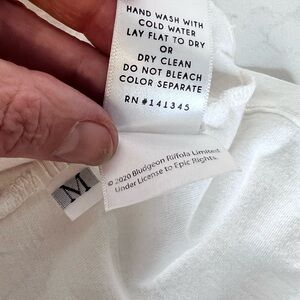 HAND WASH WITH
COLD WATER
LAY FLAT TO DRY
OR
DRY CLEAN
DO NOT BLEACH
COLOR SEPARATE
RN #141345
M
©2020 Bludgeon Riffola Limited
Under License to Epic Rights.